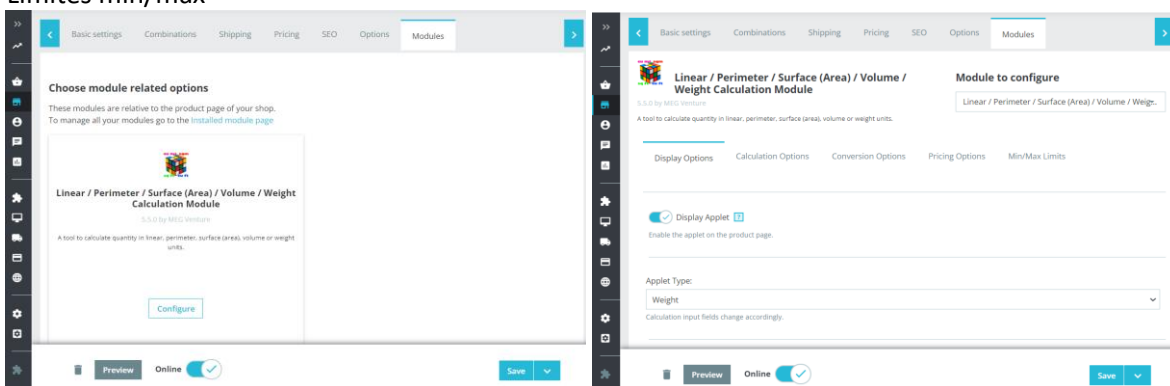 Limites min/max
Basic settings Combinations Shipping Pricing SEO Options Modules
Choose module related options
These modules are relative to the product page of your shop.
To manage all your modules go to the Installed module page
Linear / Perimeter / Surface (Area) / Volume / Weight
Calculation Module
5.5.0 by MEG Venture
A tool to calculate quantity in linear, perimeter, surface (area), volume or weight
units.
Configure
Preview Online Save
Basic settings Combinations Shipping Pricing SEO Options Modules
Linear / Perimeter / Surface (Area) / Volume /
Weight Calculation Module
5.5.0 by MEG Venture
A tool to calculate quantity in linear, perimeter, surface (area), volume or weight units.
Module to configure
Linear / Perimeter / Surface (Area) / Volume / Weigh
Display Options Calculation Options Conversion Options Pricing Options Min/Max Limits
Display Applet ?
Enable the applet on the product page.
Applet Type:
Weight
Calculation input fields change accordingly.
Preview Online Save